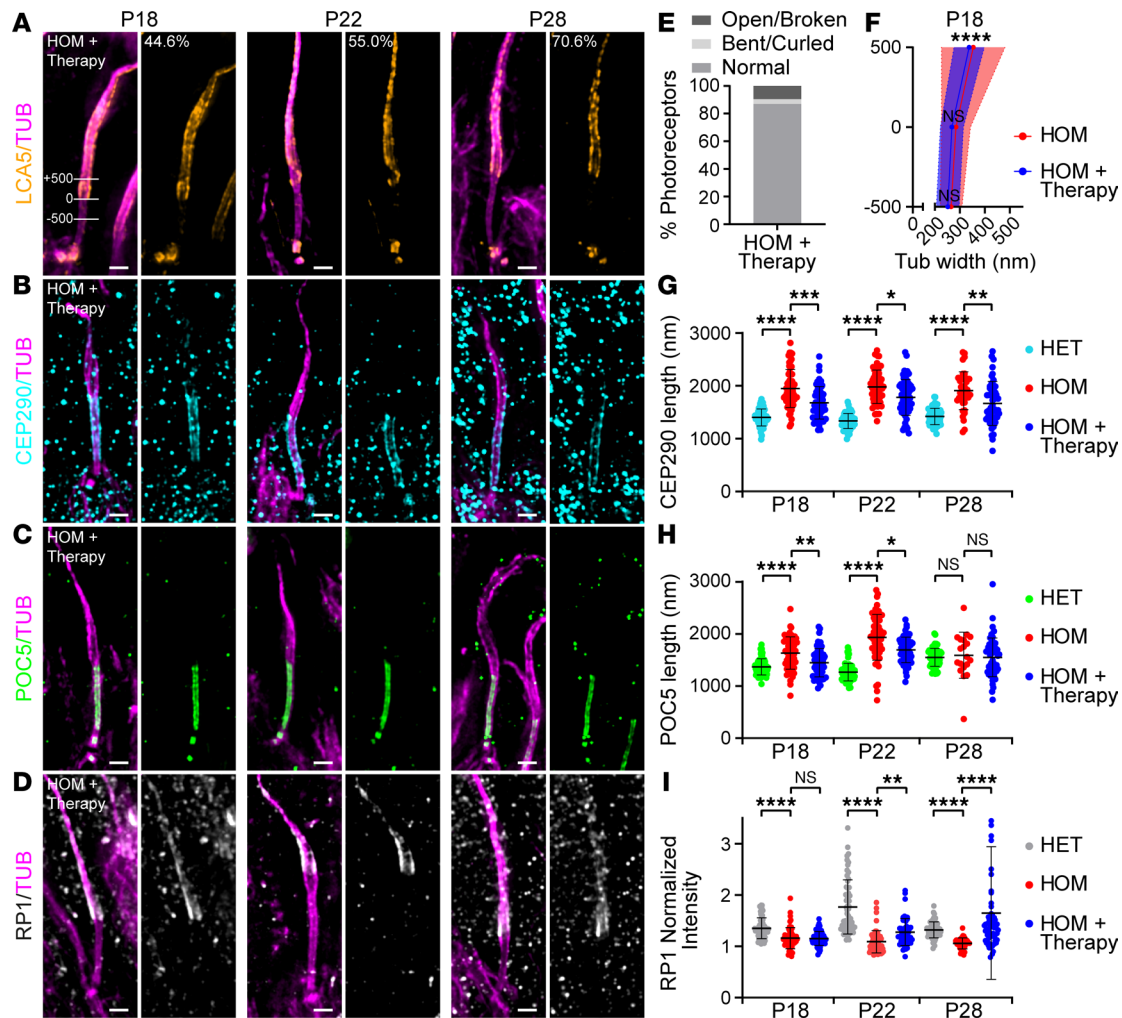 A
P18
P22
P28
HOM +
Therapy
44.6%
55.0%
70.6%
LCA5/TUB
+500
0
-500
B
HOM +
Therapy
CEP290/TUB
C
HOM +
Therapy
POC5/TUB
D
HOM +
Therapy
RP1/TUB
E
Open/Broken
Bent/Curled
Normal
% Photoreceptors
100
80
60
40
20
0
HOM +
Therapy
F
P18
****
500
NS
0
NS
-500
HOM
HOM +
Therapy
0
200
300
400
500
Tub width (nm)
G
*** * **
**** **** ****
CEP290 length (nm)
3000
2000
1000
0
P18 P22 P28
HET
HOM
HOM +
Therapy
H
** * NS
**** **** NS
POC5 length (nm)
3000
2000
1000
0
P18 P22 P28
HET
HOM
HOM +
Therapy
I
NS ** ****
**** **** ****
RP1 Normalized
Intensity
3
2
1
0
P18 P22 P28
HET
HOM
HOM +
Therapy